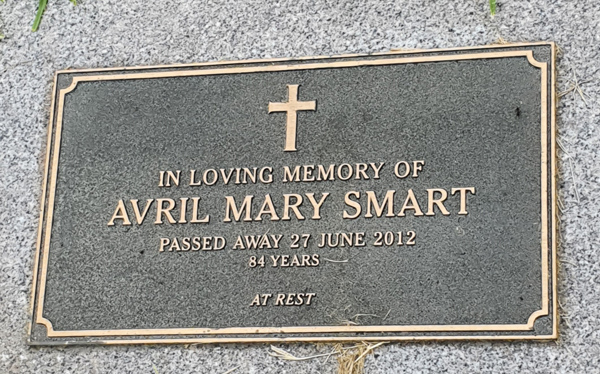 IN LOVING MEMORY OF
AVRIL MARY SMART
PASSED AWAY 27 JUNE 2012
84 YEARS
AT REST